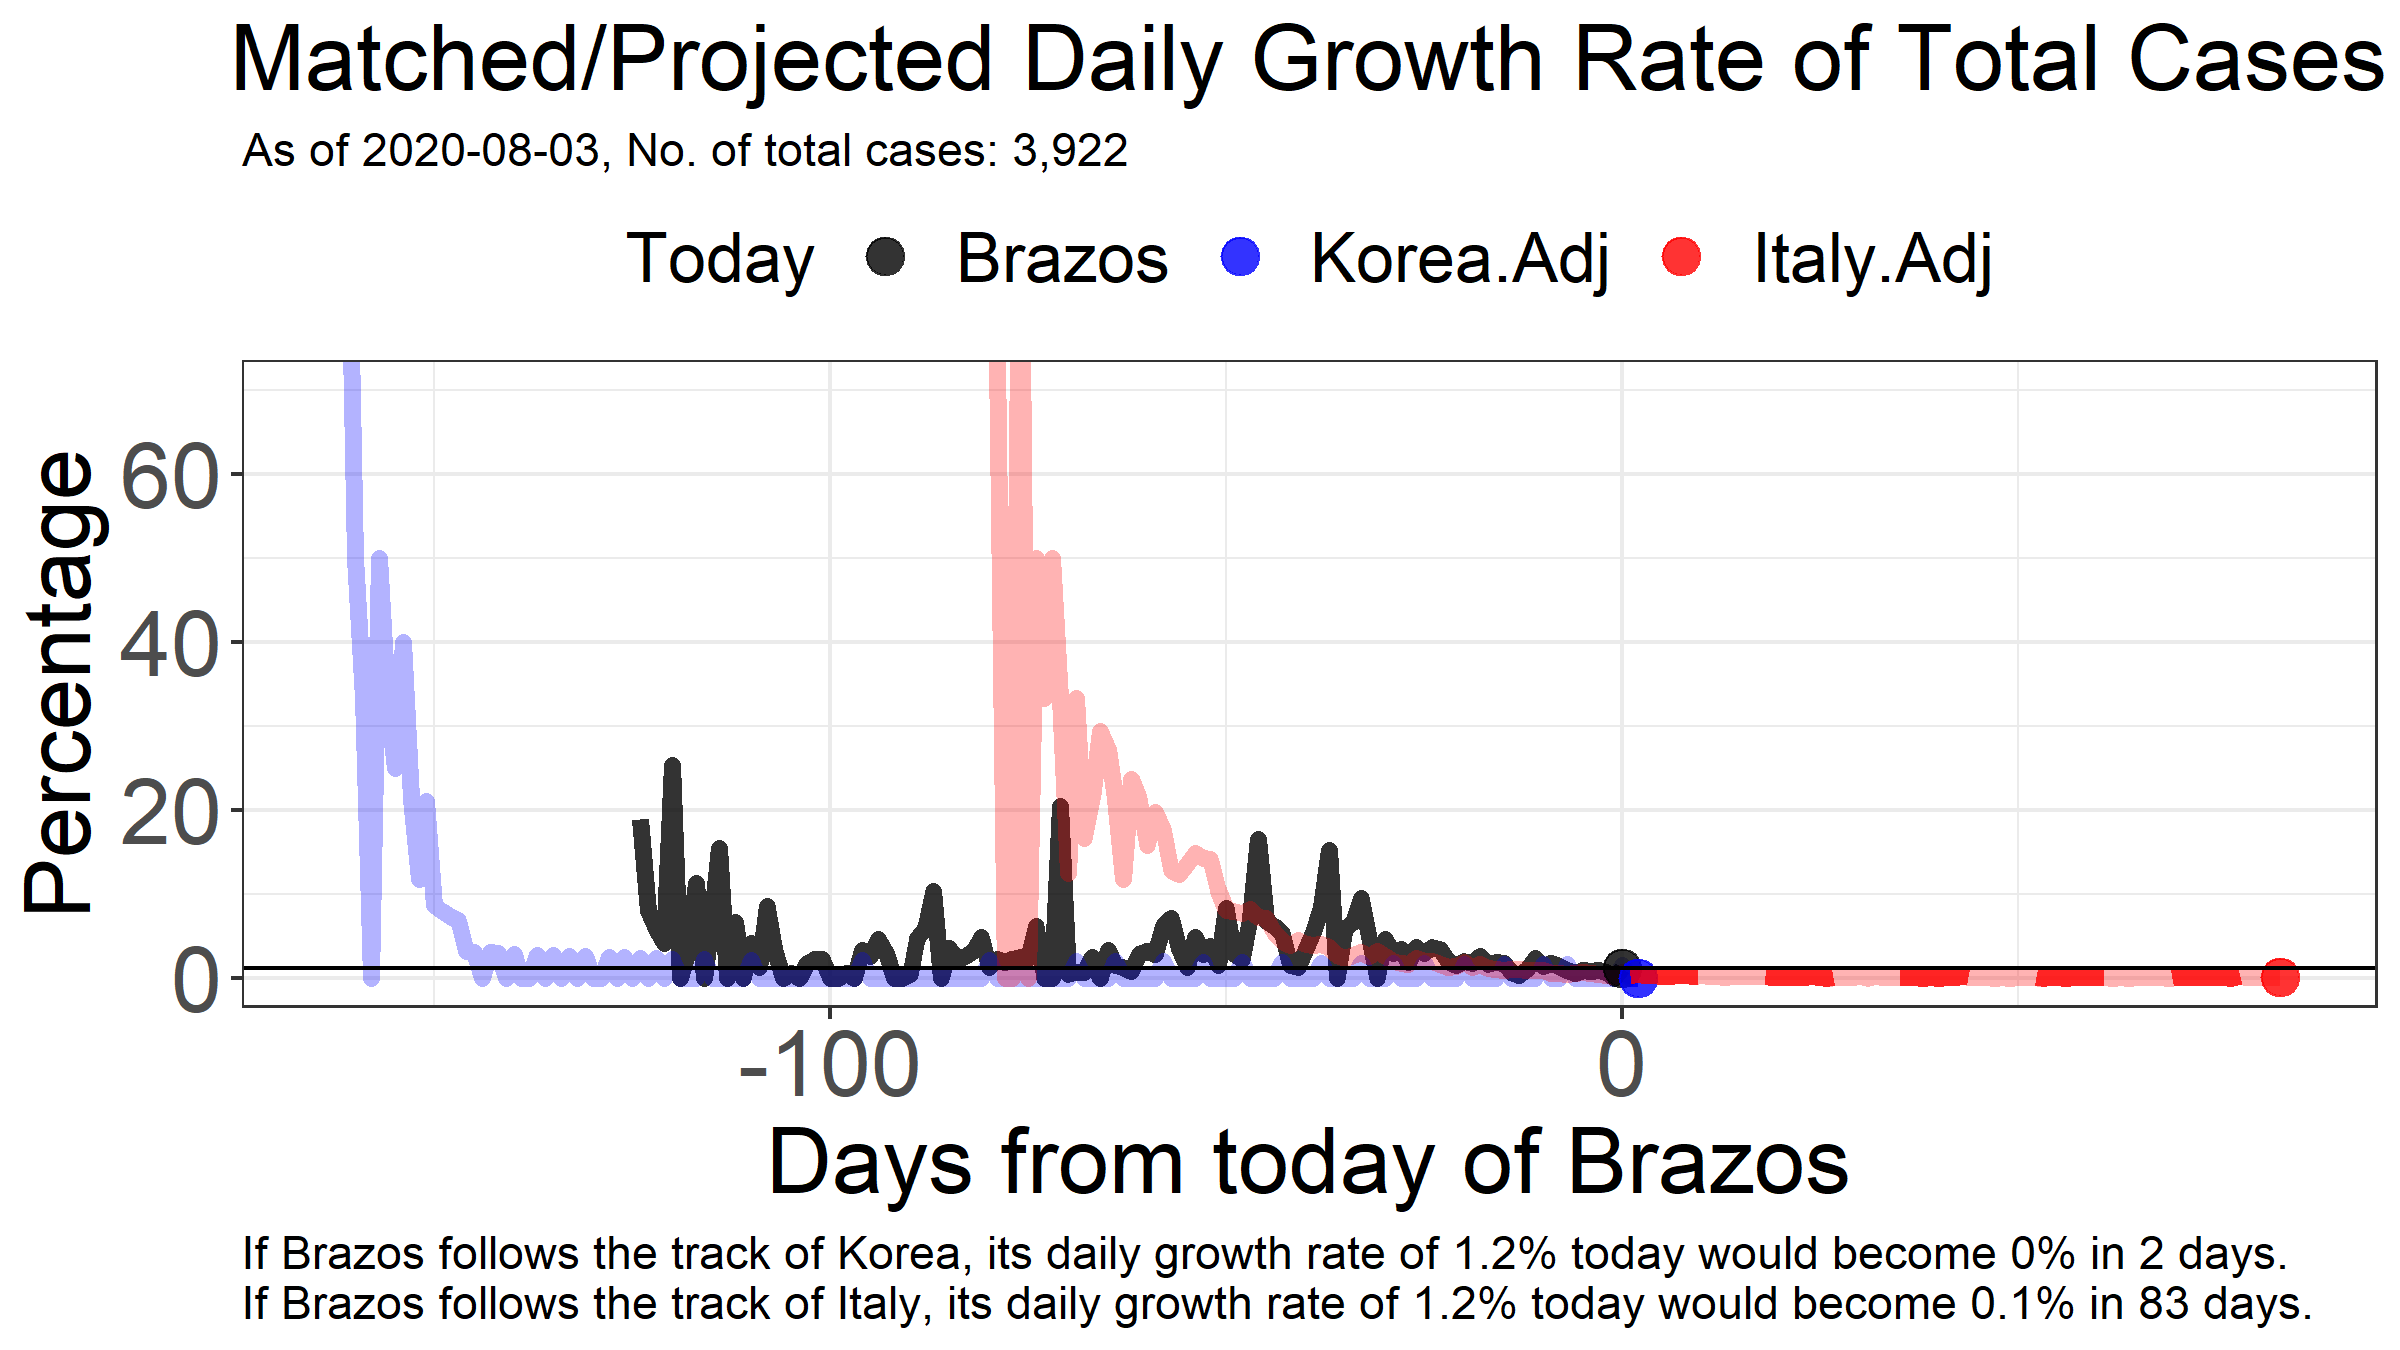 Matched/Projected Daily Growth Rate of Total Cases
As of 2020-08-03, No. of total cases: 3,922
Today Brazos Korea.Adj Italy.Adj
Percentage
60
40
20
0
-100 0
Days from today of Brazos
If Brazos follows the track of Korea, its daily growth rate of 1.2% today would become 0% in 2 days.
If Brazos follows the track of Italy, its daily growth rate of 1.2% today would become 0.1% in 83 days.